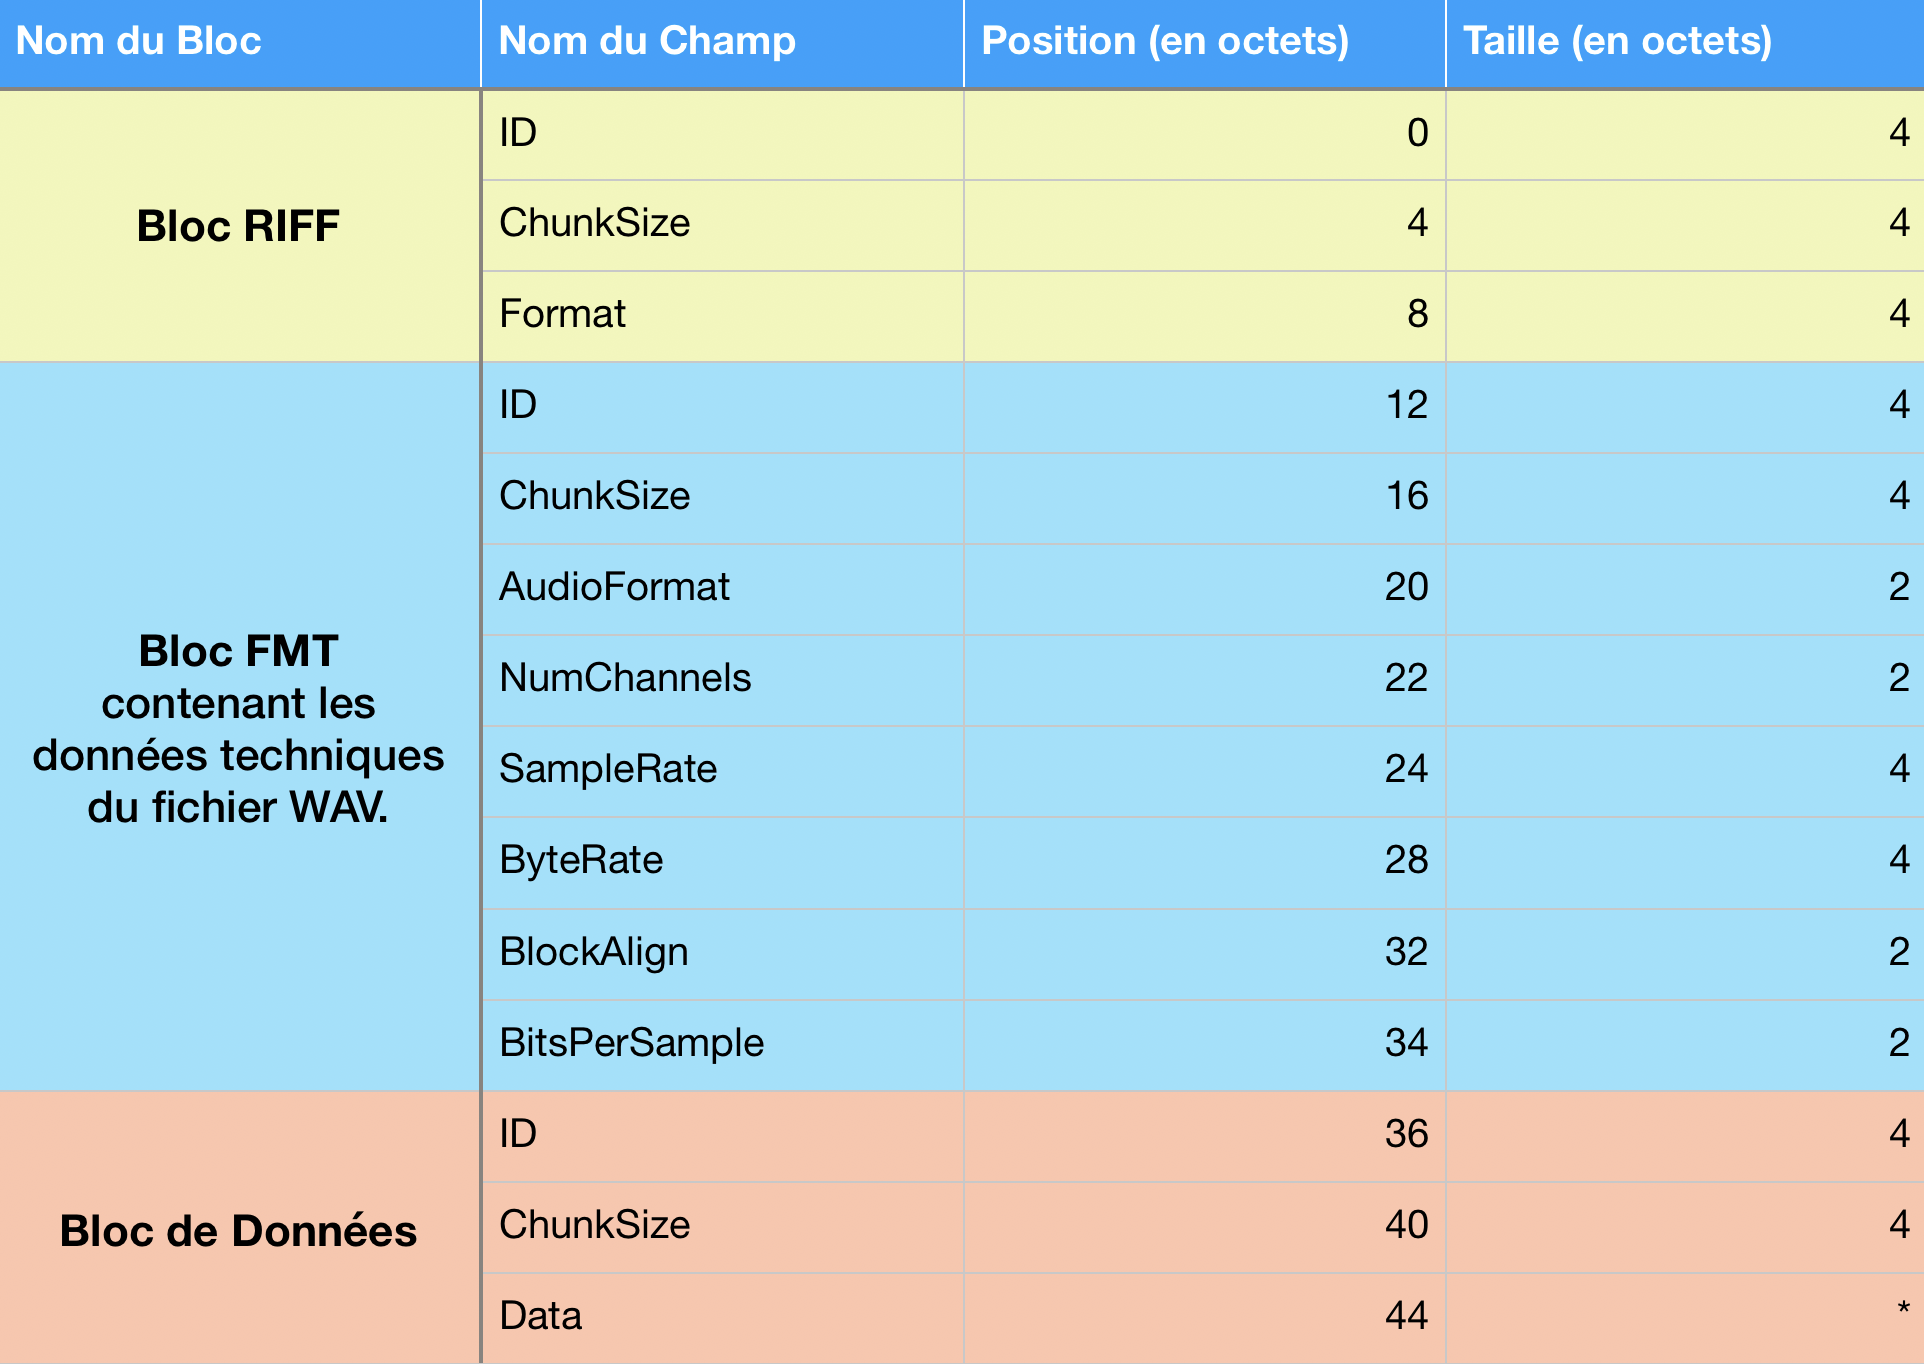 Nom du Bloc Nom du Champ Position (en octets) Taille (en octets)
Bloc RIFF
ID 0 4
ChunkSize 4 4
Format 8 4
Bloc FMT
contenant les
données techniques
du fichier WAV.
ID 12 4
ChunkSize 16 4
AudioFormat 20 2
NumChannels 22 2
SampleRate 24 4
ByteRate 28 4
BlockAlign 32 2
BitsPerSample 34 2
Bloc de Données
ID 36 4
ChunkSize 40 4
Data 44 *